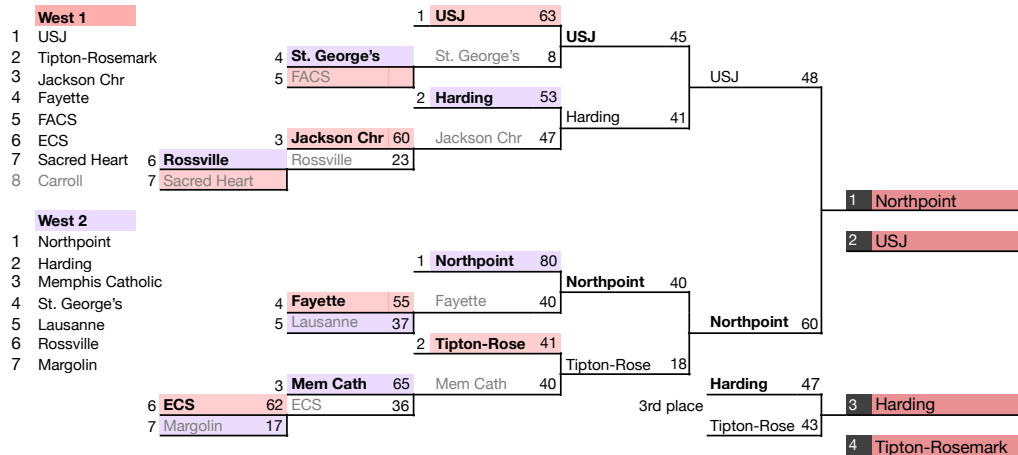 West 1
1 USJ
2 Tipton-Rosemark
3 Jackson Chr
4 Fayette
5 FACS
6 ECS
7 Sacred Heart
8 Carroll
West 2
1 Northpoint
2 Harding
3 Memphis Catholic
4 St. George's
5 Lausanne
6 Rossville
7 Margolin
6 Rossville
7 Sacred Heart
4 St. George's
5 FACS
3 Jackson Chr 60
Rossville 23
1 USJ 63
St. George's 8
2 Harding 53
Jackson Chr 47
USJ 45
Harding 41
USJ 48
6 ECS 62
7 Margolin 17
4 Fayette 55
5 Lausanne 37
3 Mem Cath 65
ECS 36
1 Northpoint 80
Fayette 40
2 Tipton-Rose 41
Mem Cath 40
Northpoint 40
Tipton-Rose 18
Northpoint 60
Harding 47
3rd place
Tipton-Rose 43
1 Northpoint
2 USJ
3 Harding
4 Tipton-Rosemark